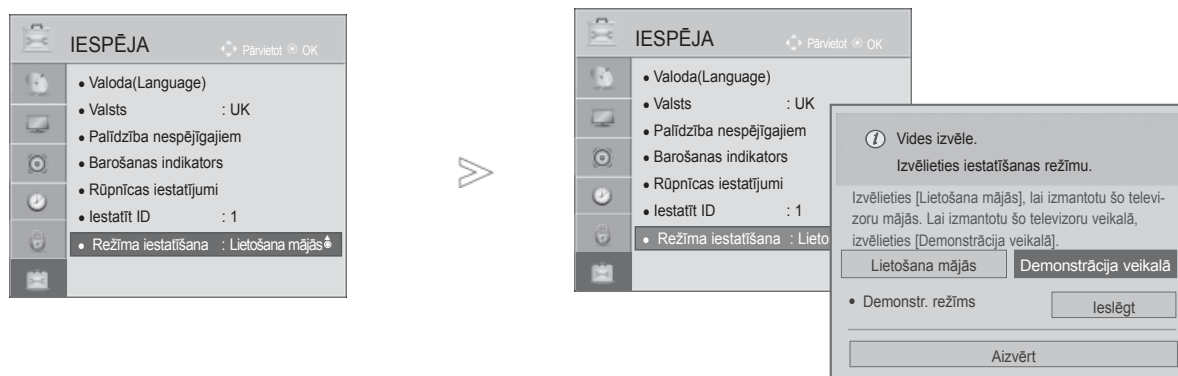 IESPĒJA
Pārvietot OK
● Valoda(Language)
● Valsts : UK
● Palīdzība nespējīgajiem
● Barošanas indikators
● Rūpnīcas iestatījumi
● Iestatīt ID : 1
● Režīma iestatīšana : Lietošana mājās
>
IESPĒJA
Pārvietot OK
● Valoda(Language)
● Valsts : UK
● Palīdzība nespējīgajiem
● Barošanas indikators
● Rūpnīcas iestatījumi
● Iestatīt ID : 1
● Režīma iestatīšana : Lieto
i Vides izvēle.
Izvēlieties iestatīšanas režīmu.
Izvēlieties [Lietošana mājās], lai izmantotu šo televi-
zoru mājās. Lai izmantotu šo televizoru veikalā,
izvēlieties [Demonstrācija veikalā].
Lietošana mājās Demonstrācija veikalā
• Demonstr. režīms Ieslēgt
Aizvērt